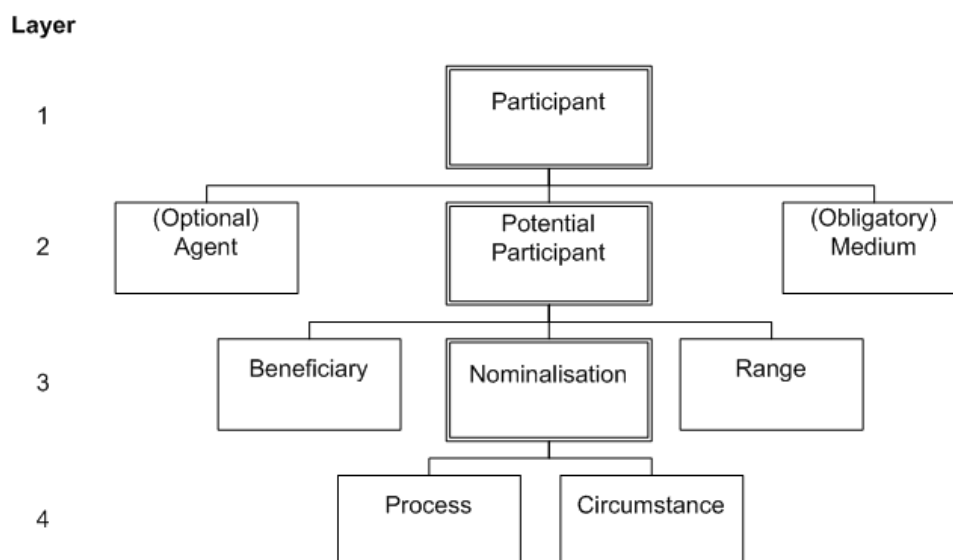 Layer
1
Participant
2
(Optional)
Agent
Potential
Participant
(Obligatory)
Medium
3
Beneficiary
Nominalisation
Range
4
Process
Circumstance